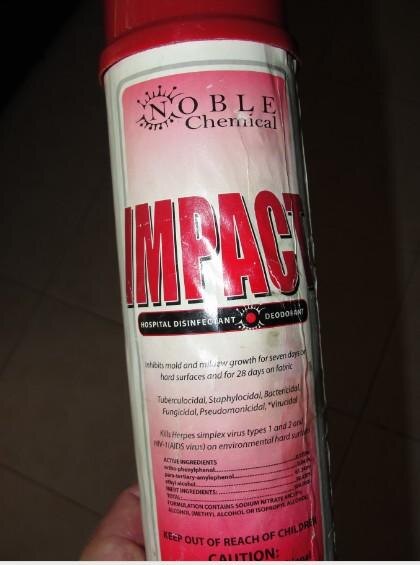 NOBLE
Chemical
IMPACT
HOSPITAL DISINFECTANT DEODORANT
Inhibits mold and mildew growth for seven days on
hard surfaces and for 28 days on fabric
Tuberculocidal, Staphylocidal, Bactericidal,
Fungicidal, Pseudomonicidal, *Virucidal
Kills Herpes simplex virus types 1 and 2 and
HIV-1(AIDS virus) on environmental hard surfaces
ACTIVE INGREDIENTS
ortho-phenylphenol
para-tertiary-amylephenol
ethyl alcohol
INERT INGREDIENTS:
TOTAL
FORMULATION CONTAINS SODIUM NITRATE
ALCOHOL, (METHYL ALCOHOL OR ISOPROPYL ALCOHOL)
KEEP OUT OF REACH OF CHILDREN
CAUTION: